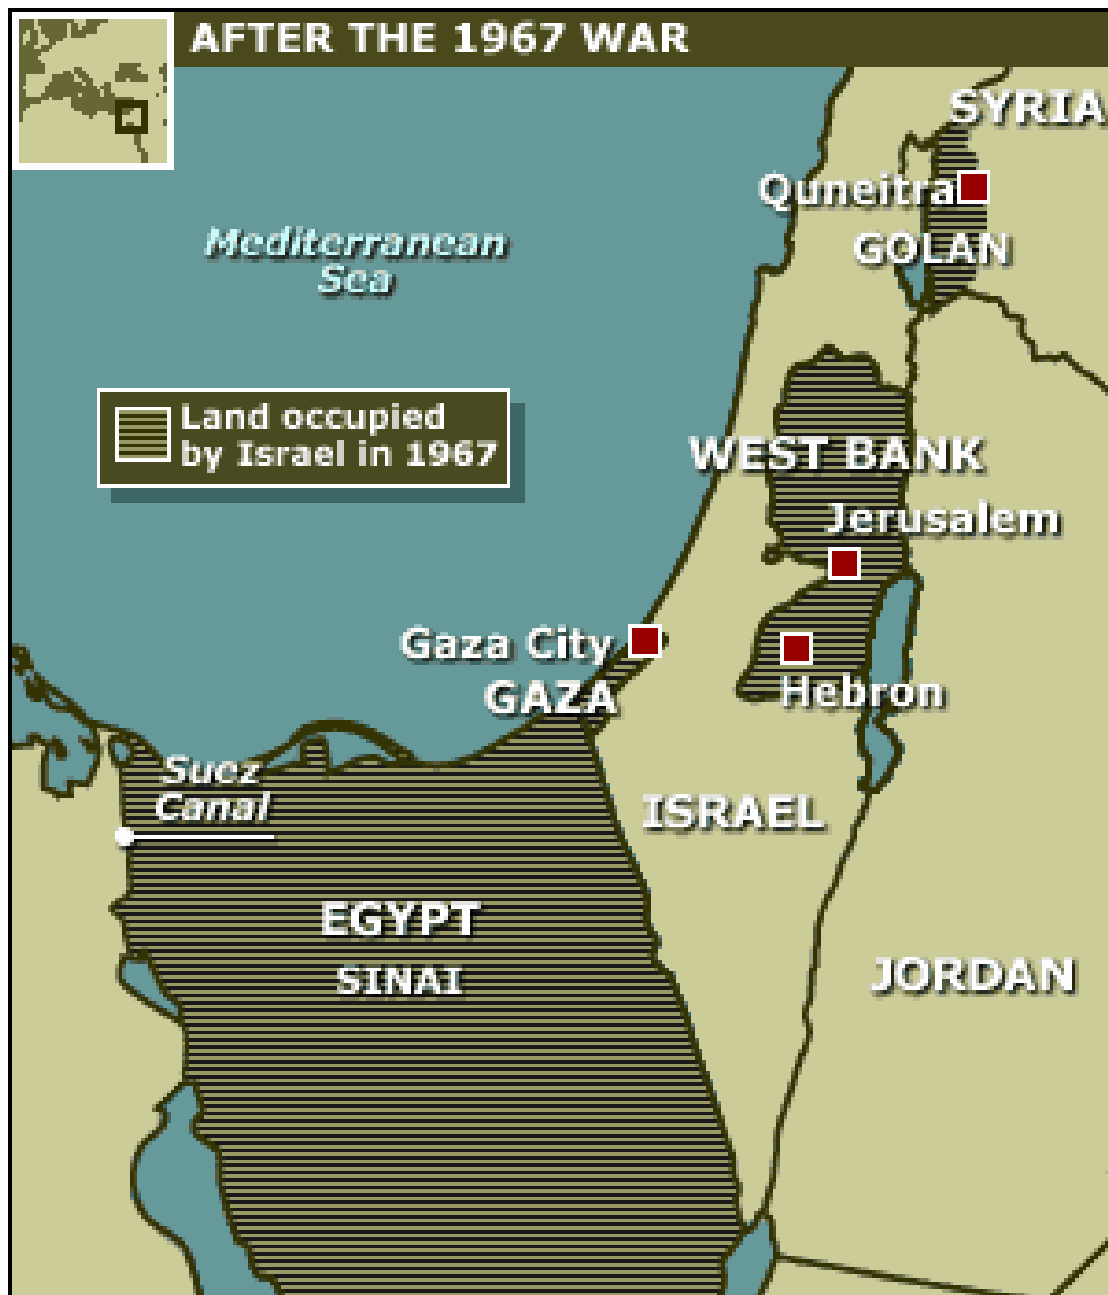 AFTER THE 1967 WAR
SYRIA
Quneitra
GOLAN
Mediterranean
Sea
Land occupied
by Israel in 1967
WEST BANK
Jerusalem
Gaza City
GAZA
Hebron
Suez
Canal
ISRAEL
EGYPT
SINAI
JORDAN